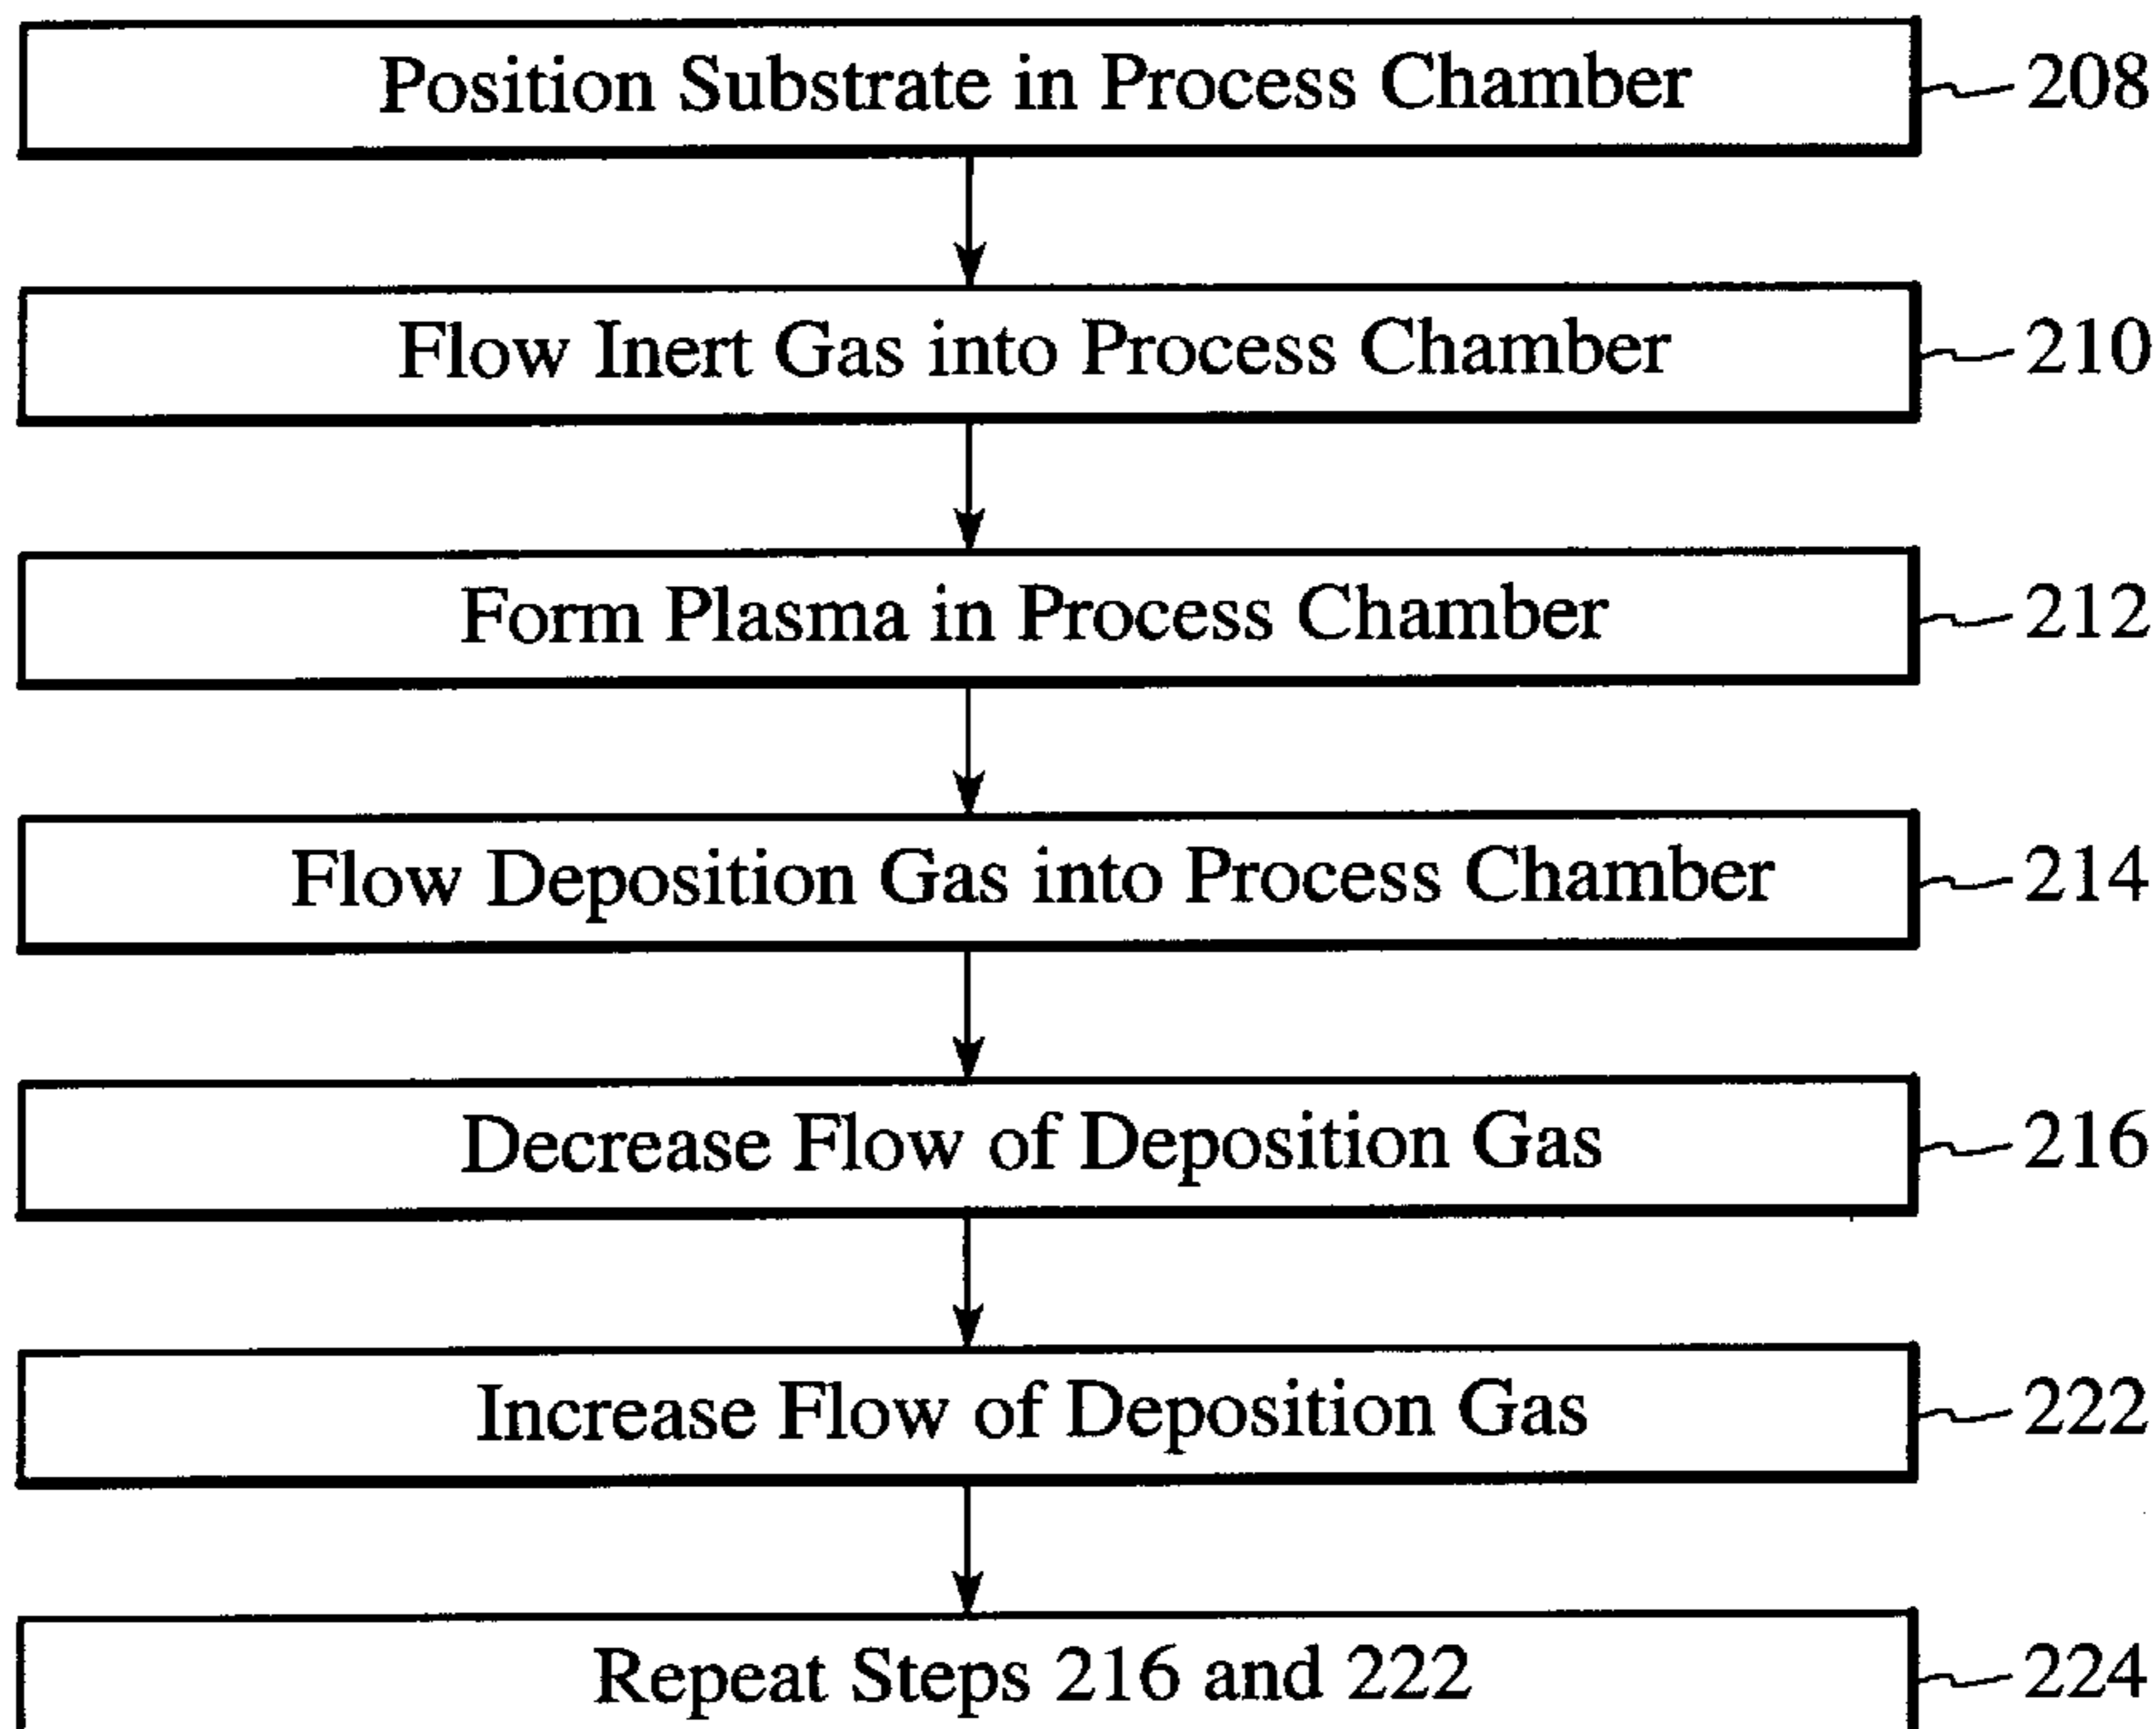 Position Substrate in Process Chamber 208
Flow Inert Gas into Process Chamber 210
Form Plasma in Process Chamber 212
Flow Deposition Gas into Process Chamber 214
Decrease Flow of Deposition Gas 216
Increase Flow of Deposition Gas 222
Repeat Steps 216 and 222 224